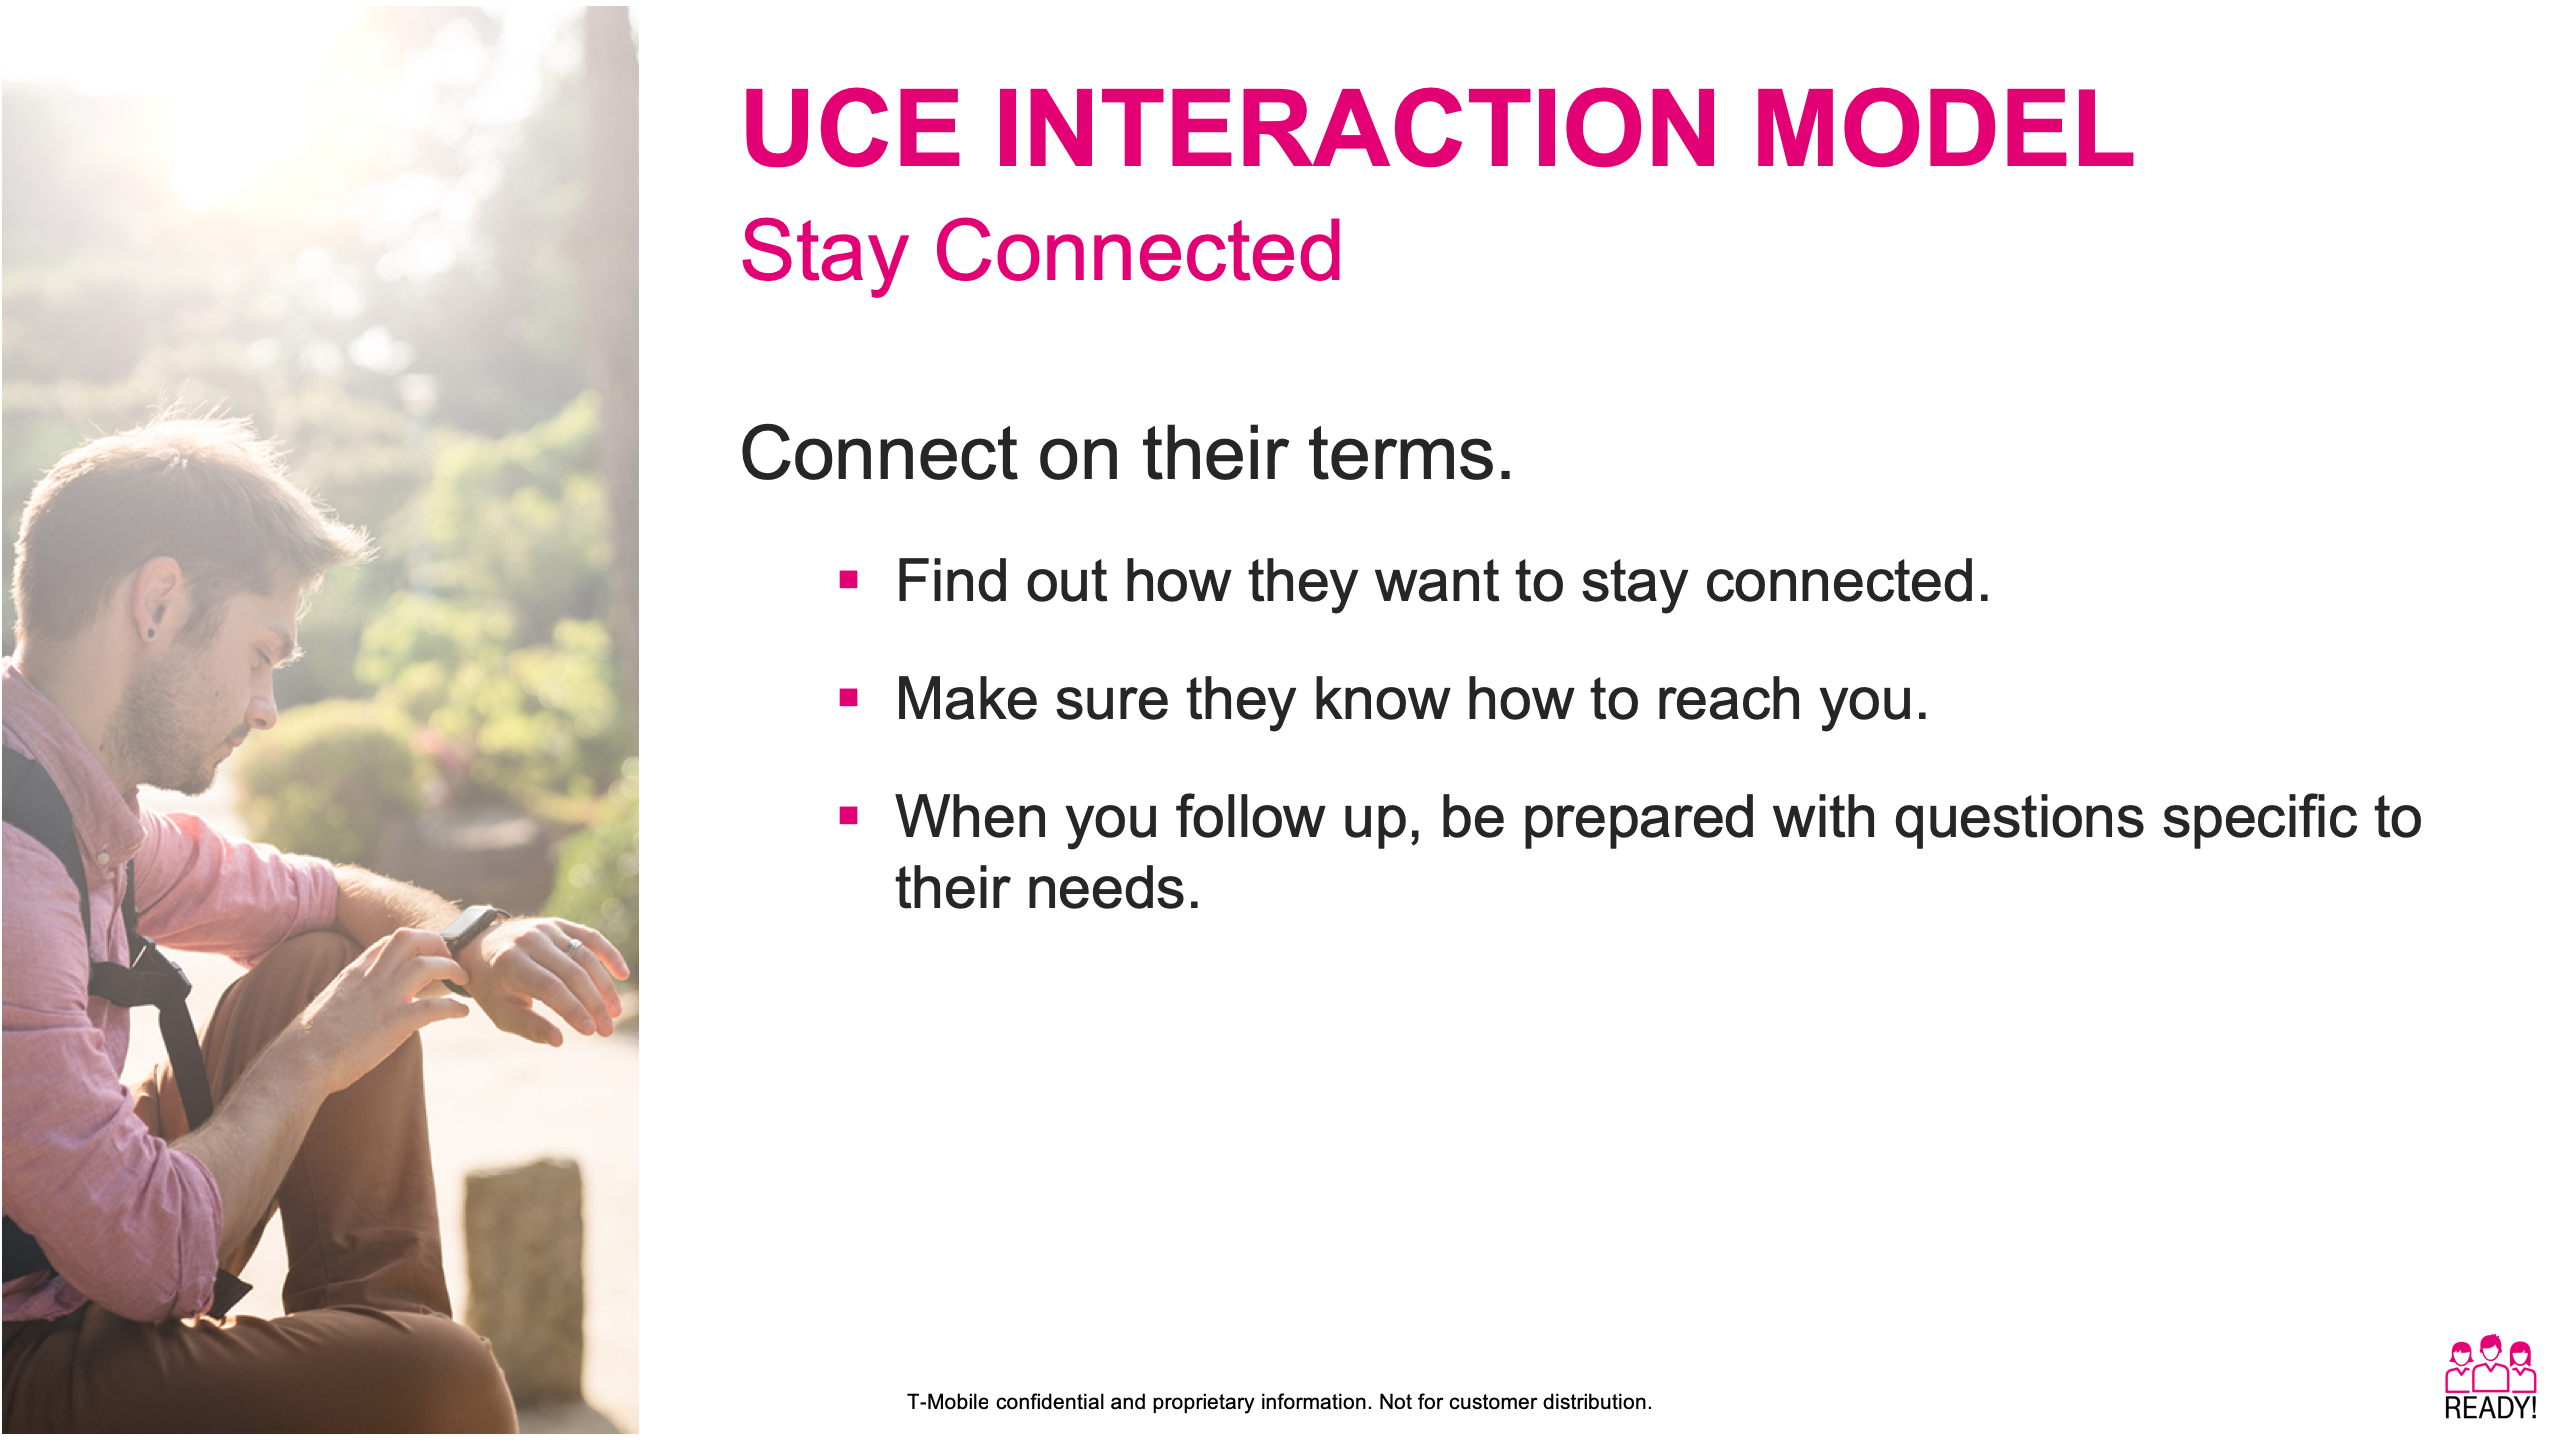 UCE INTERACTION MODEL
Stay Connected
Connect on their terms.
▪ Find out how they want to stay connected.
▪ Make sure they know how to reach you.
▪ When you follow up, be prepared with questions specific to
their needs.
T-Mobile confidential and proprietary information. Not for customer distribution.
READY!